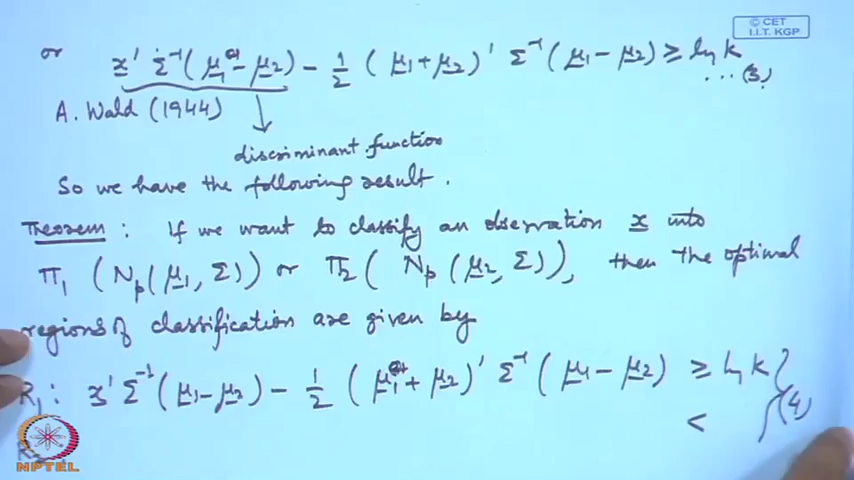 © CET
I.I.T. KGP
or x' Σ⁻¹(μ₁ - μ₂) - 1/2 (μ₁+μ₂)' Σ⁻¹(μ₁ - μ₂) ≥ ln k
... (3)
A. Wald (1944)
discriminant function
So we have the following result.
Theorem : If we want to classify an observation x into
Π₁ (Nₚ(μ₁, Σ)) or Π₂ (Nₚ(μ₂, Σ)), then the optimal
regions of classification are given by
R₁: x' Σ⁻¹(μ₁ - μ₂) - 1/2 (μ₁ + μ₂)' Σ⁻¹(μ₁ - μ₂) ≥ ln k
< (4)
NPTEL